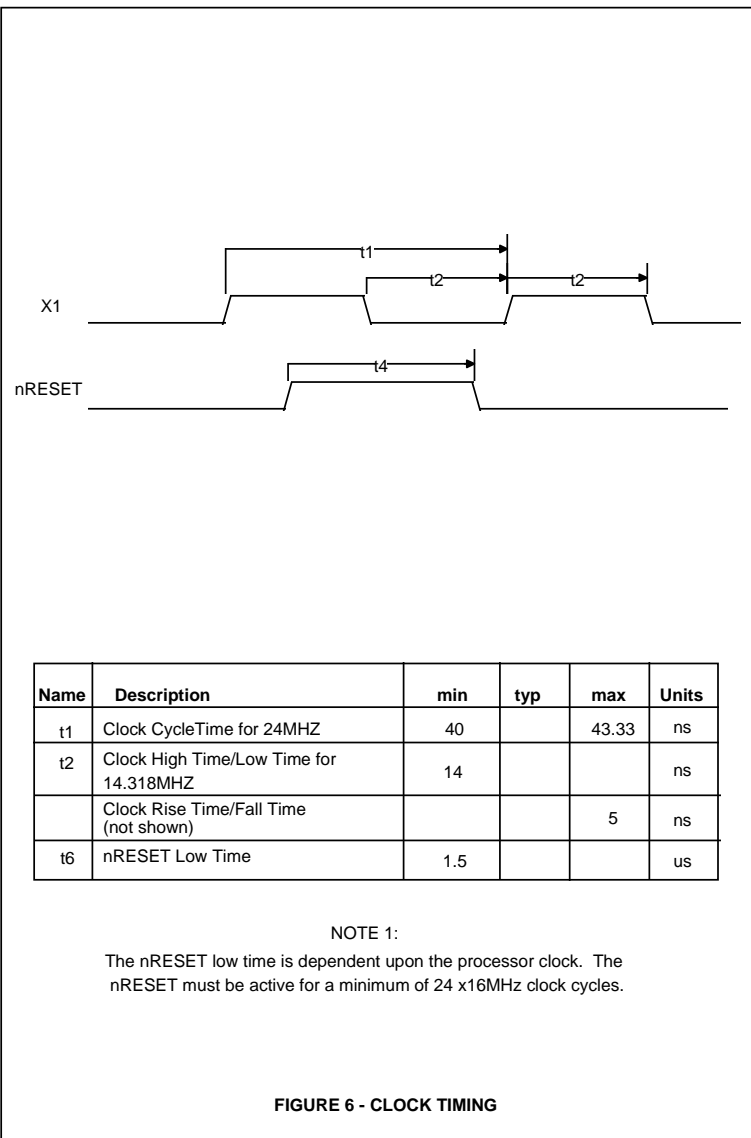 t1
t2 t2
X1
t4
nRESET
Name Description min typ max Units
t1 Clock CycleTime for 24MHZ 40 43.33 ns
t2 Clock High Time/Low Time for
14.318MHZ 14 ns
Clock Rise Time/Fall Time
(not shown) 5 ns
t6 nRESET Low Time 1.5 us
NOTE 1:
The nRESET low time is dependent upon the processor clock. The
nRESET must be active for a minimum of 24 x16MHz clock cycles.
FIGURE 6 - CLOCK TIMING